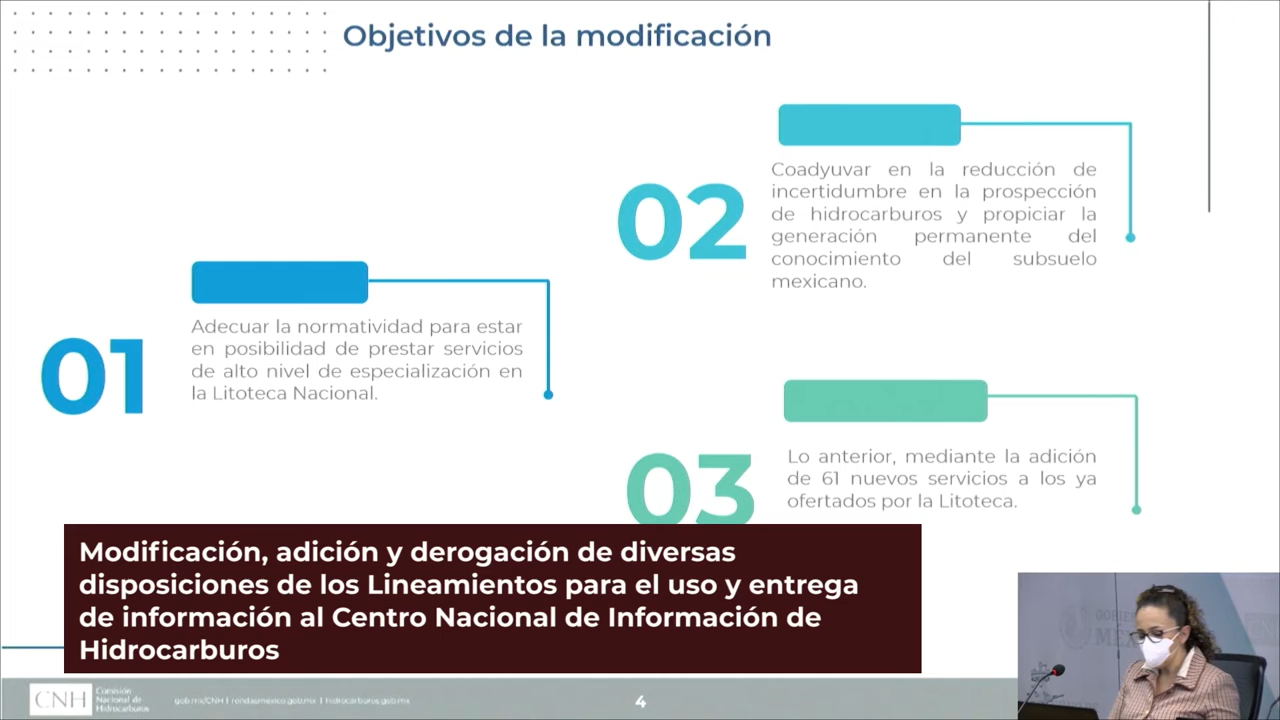 Objetivos de la modificación
01
Adecuar la normatividad para estar
en posibilidad de prestar servicios
de alto nivel de especialización en
la Litoteca Nacional.
02
Coadyuvar en la reducción de
incertidumbre en la prospección
de hidrocarburos y propiciar la
generación permanente del
conocimiento del subsuelo
mexicano.
03
Lo anterior, mediante la adición
de 61 nuevos servicios a los ya
ofertados por la Litoteca.
Modificación, adición y derogación de diversas
disposiciones de los Lineamientos para el uso y entrega
de información al Centro Nacional de Información de
Hidrocarburos
CNH
Comisión
Nacional de
Hidrocarburos
gob.mx/CNH | rondasmexico.gob.mx | hidrocarburos.gob.mx
4
GOBIE
MÉX